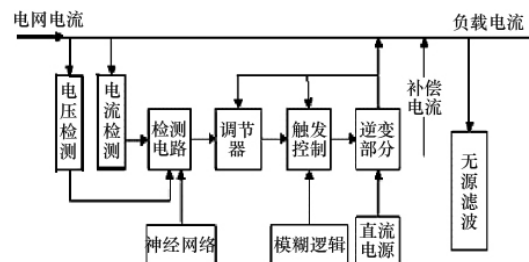 电网电流
负载电流
电压检测
电流检测
检测
电路
调节
器
触发
控制
逆变
部分
补偿
电流
无源滤波
神经网络
模糊逻辑
直流
电源